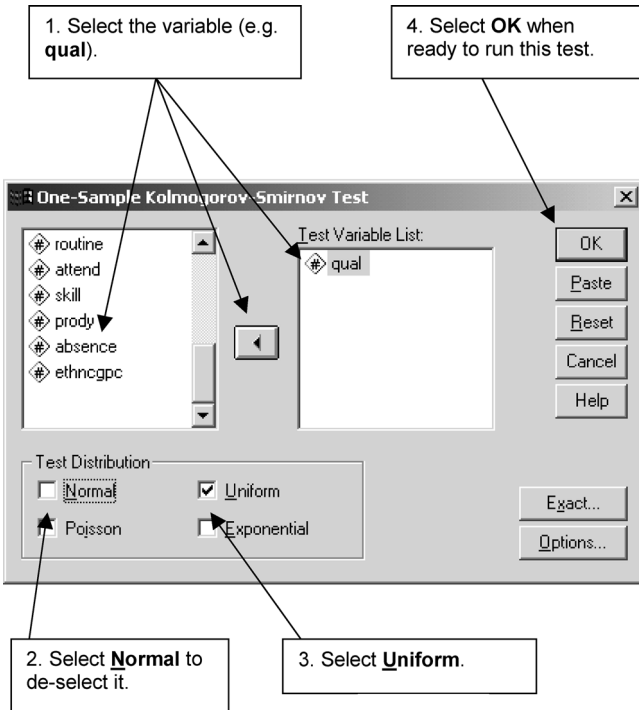 1. Select the variable (e.g.
qual).
4. Select OK when
ready to run this test.
One-Sample Kolmogorov-Smirnov Test
routine
attend
skill
prody
absence
ethncgpc
Test Variable List:
qual
OK
Paste
Reset
Cancel
Help
Test Distribution
Normal
Uniform
Poisson
Exponential
Exact...
Options...
2. Select Normal to
de-select it.
3. Select Uniform.